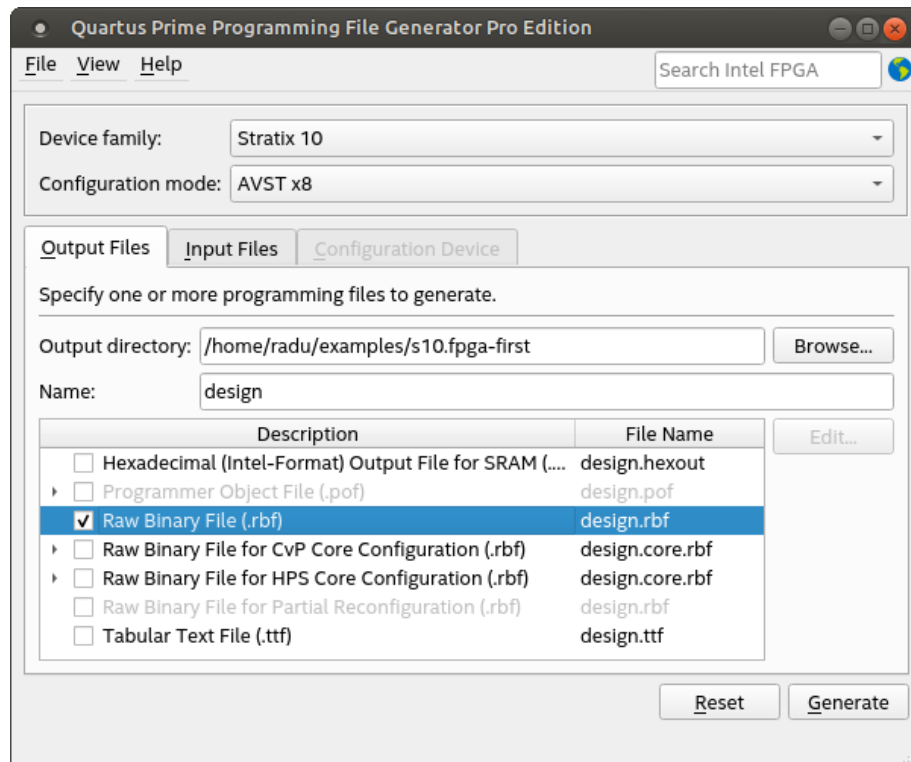 Quartus Prime Programming File Generator Pro Edition
File View Help Search Intel FPGA
Device family: Stratix 10
Configuration mode: AVST x8
Output Files Input Files Configuration Device
Specify one or more programming files to generate.
Output directory: /home/radu/examples/s10.fpga-first Browse...
Name: design
Description File Name Edit...
Hexadecimal (Intel-Format) Output File for SRAM (.... design.hexout
Programmer Object File (.pof) design.pof
Raw Binary File (.rbf) design.rbf
Raw Binary File for CvP Core Configuration (.rbf) design.core.rbf
Raw Binary File for HPS Core Configuration (.rbf) design.core.rbf
Raw Binary File for Partial Reconfiguration (.rbf) design.rbf
Tabular Text File (.ttf) design.ttf
Reset Generate